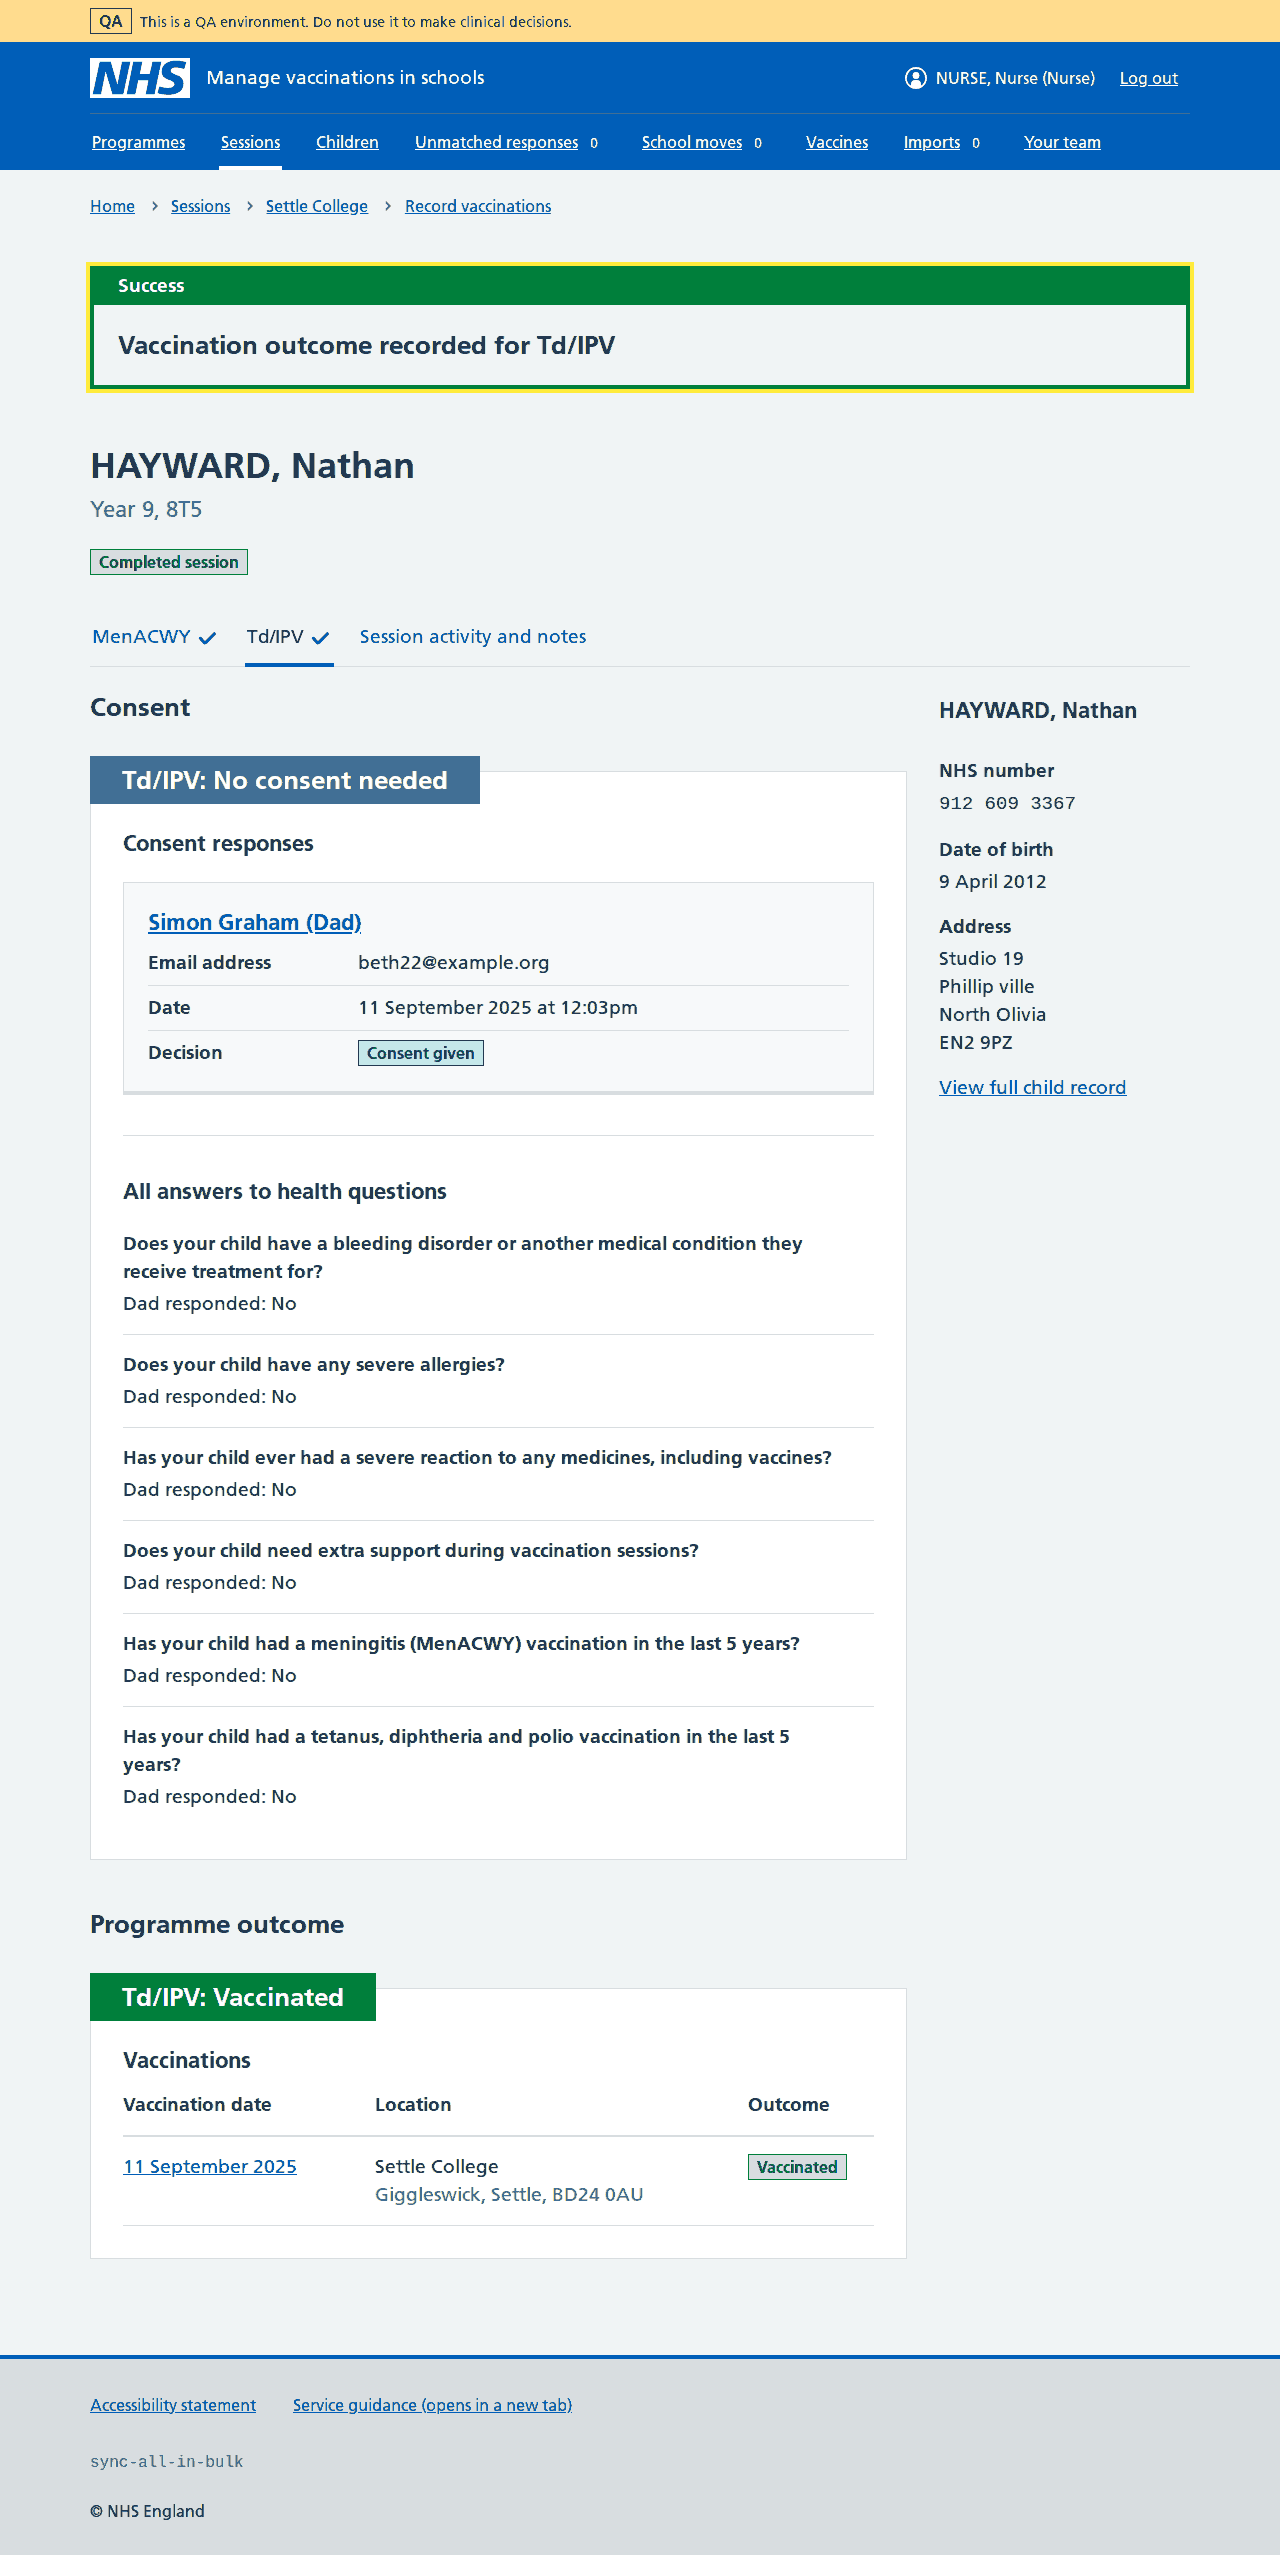 QA This is a QA environment. Do not use it to make clinical decisions.
NHS Manage vaccinations in schools NURSE, Nurse (Nurse) Log out
Programmes Sessions Children Unmatched responses 0 School moves 0 Vaccines Imports 0 Your team
Home Sessions Settle College Record vaccinations
Success
Vaccination outcome recorded for Td/IPV
HAYWARD, Nathan
Year 9, 8T5
Completed session
MenACWY Td/IPV Session activity and notes
Consent
Td/IPV: No consent needed
Consent responses
Simon Graham (Dad)
Email address beth22@example.org
Date 11 September 2025 at 12:03pm
Decision Consent given
All answers to health questions
Does your child have a bleeding disorder or another medical condition they
receive treatment for?
Dad responded: No
Does your child have any severe allergies?
Dad responded: No
Has your child ever had a severe reaction to any medicines, including vaccines?
Dad responded: No
Does your child need extra support during vaccination sessions?
Dad responded: No
Has your child had a meningitis (MenACWY) vaccination in the last 5 years?
Dad responded: No
Has your child had a tetanus, diphtheria and polio vaccination in the last 5
years?
Dad responded: No
HAYWARD, Nathan
NHS number
912 609 3367
Date of birth
9 April 2012
Address
Studio 19
Phillip ville
North Olivia
EN2 9PZ
View full child record
Programme outcome
Td/IPV: Vaccinated
Vaccinations
Vaccination date Location Outcome
11 September 2025 Settle College Vaccinated
Giggleswick, Settle, BD24 0AU
Accessibility statement Service guidance (opens in a new tab)
sync-all-in-bulk
© NHS England